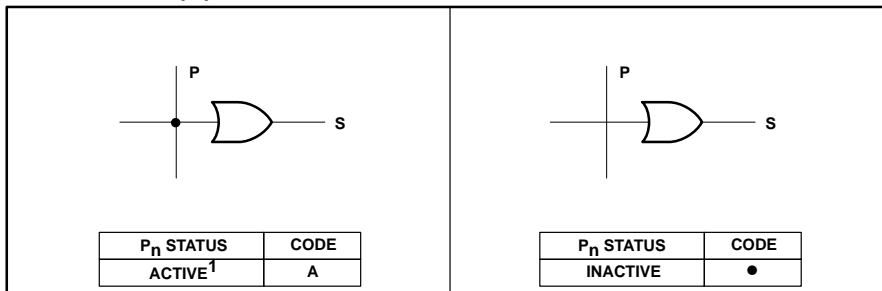 P
S
Pn STATUS CODE
ACTIVE1 A
P
S
Pn STATUS CODE
INACTIVE ●